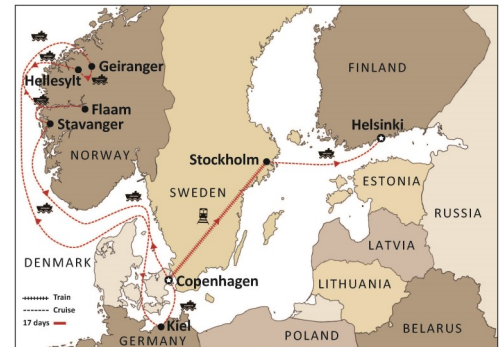 FINLAND
Geiranger
Hellesylt
Flaam
Stavanger
Helsinki
NORWAY
Stockholm
ESTONIA
SWEDEN
RUSSIA
LATVIA
DENMARK
Copenhagen
LITHUANIA
Train
Cruise
17 days
Kiel
GERMANY
POLAND
BELARUS